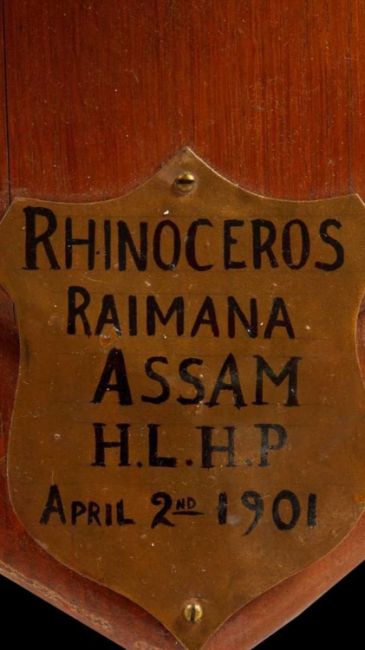 RHINOCEROS
RAIMANA
ASSAM
H.L.H.P
APRIL 2ND 1901